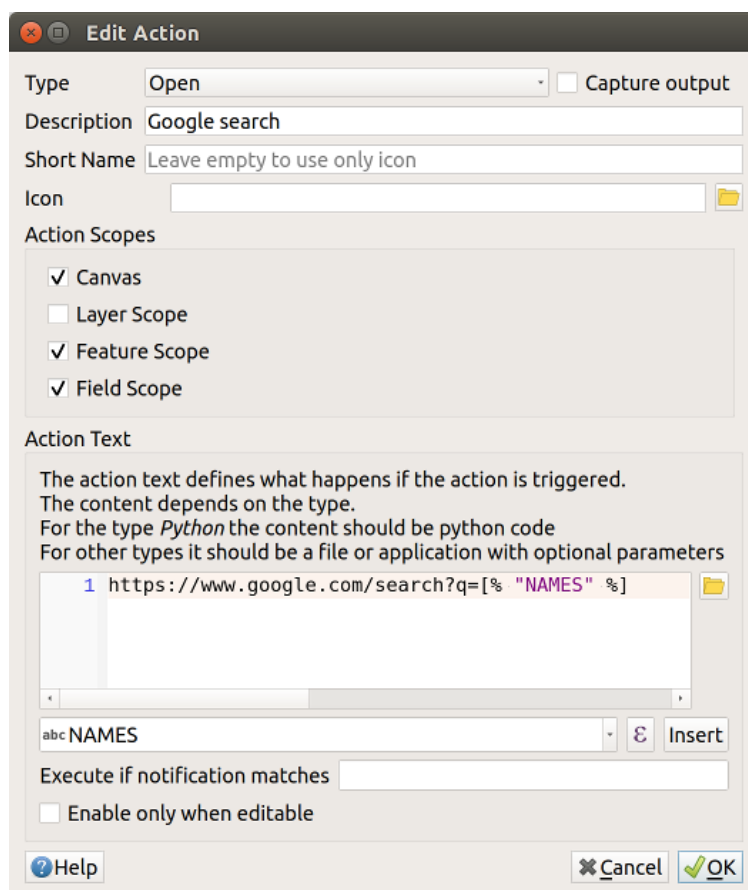 Edit Action
Type Open Capture output
Description Google search
Short Name Leave empty to use only icon
Icon
Action Scopes
Canvas
Layer Scope
Feature Scope
Field Scope
Action Text
The action text defines what happens if the action is triggered.
The content depends on the type.
For the type Python the content should be python code
For other types it should be a file or application with optional parameters
1 https://www.google.com/search?q=[% "NAMES" %]
abc NAMES ε Insert
Execute if notification matches
Enable only when editable
?Help Cancel OK